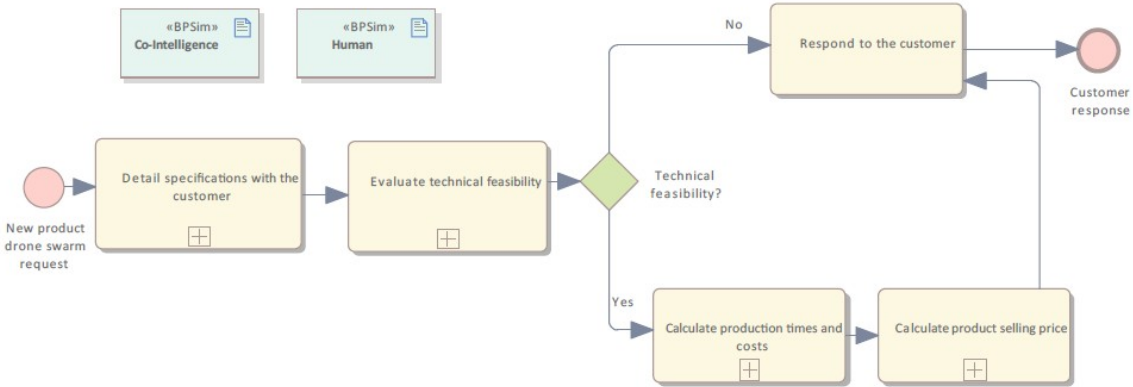 «BPSim»
Co-Intelligence
«BPSim»
Human
No
Respond to the customer
Customer
response
Detail specifications with the
customer
Evaluate technical feasibility
Technical
feasibility?
New product
drone swarm
request
Yes
Calculate production times and
costs
Calculate product selling price